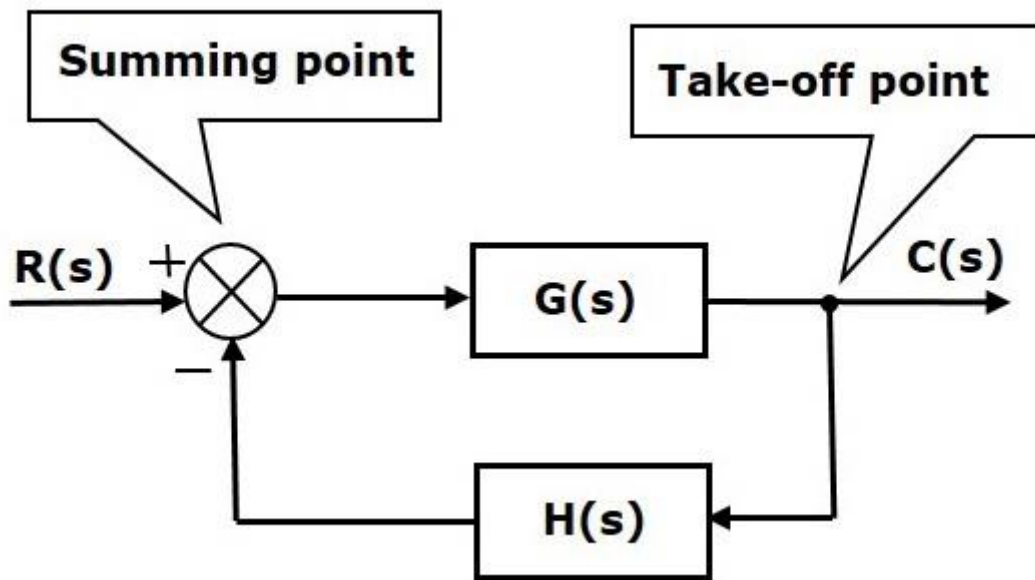 Summing point
Take-off point
R(s)
+
C(s)
G(s)
–
H(s)